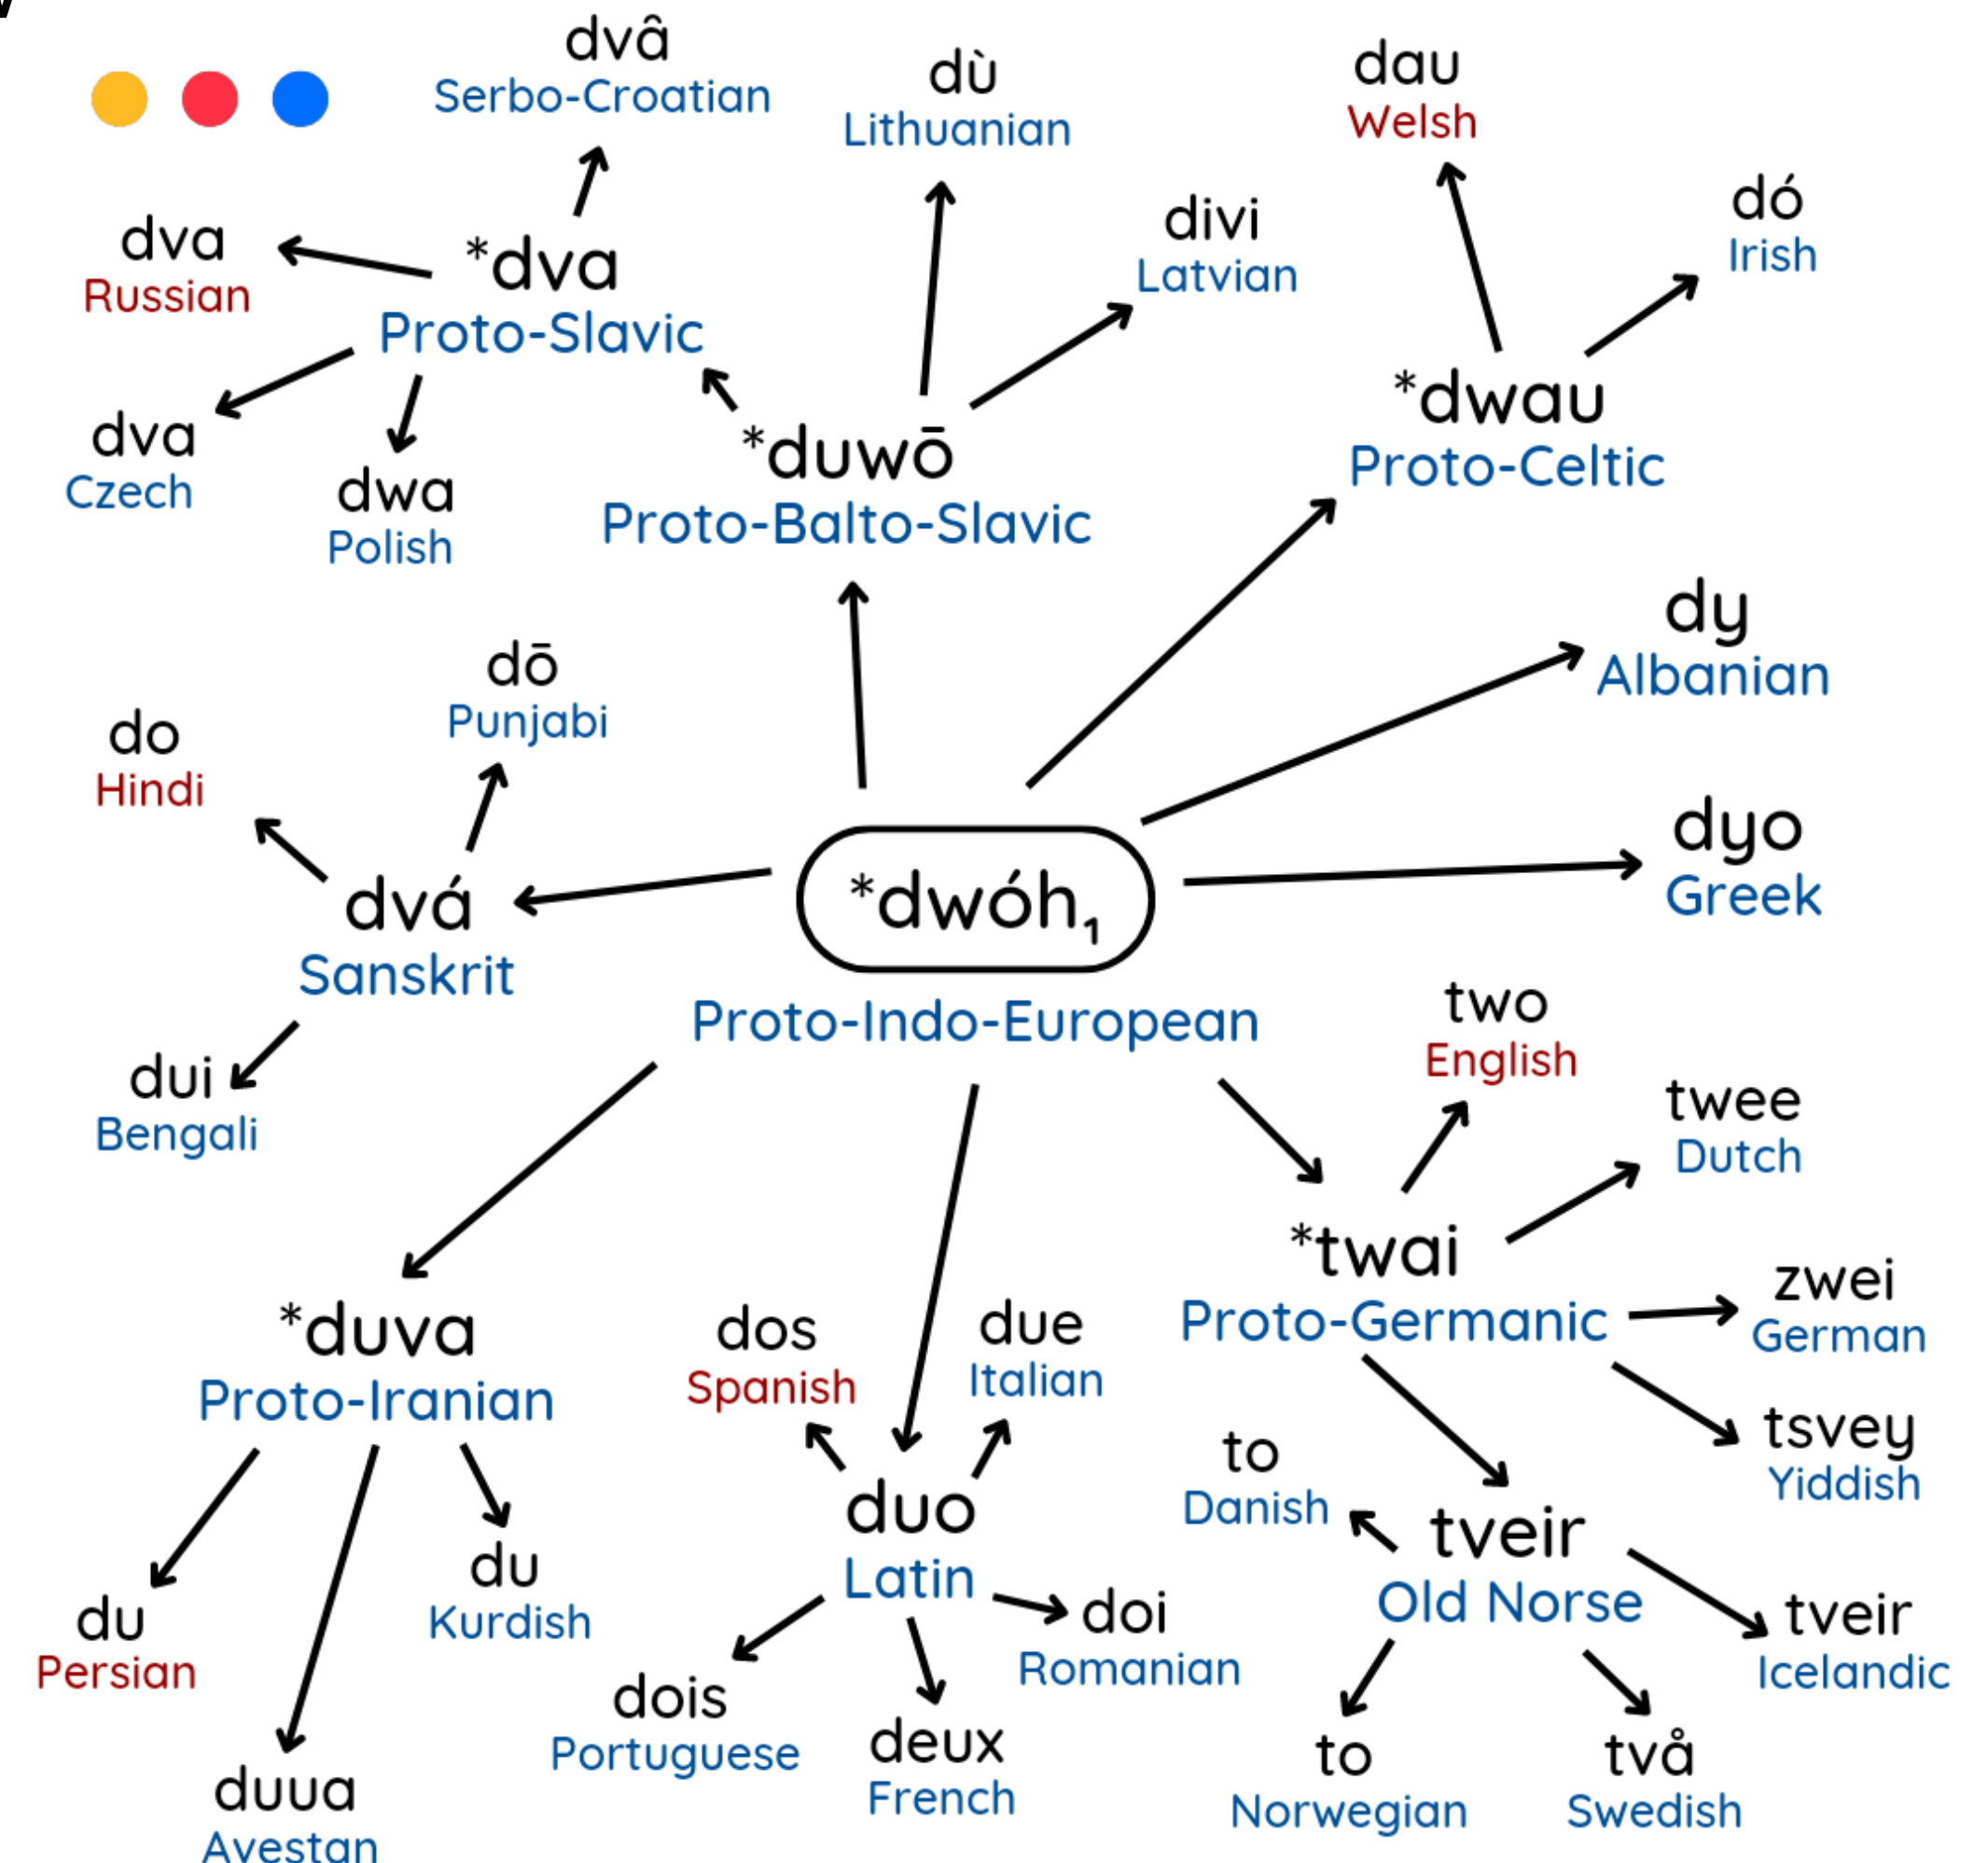 dvȃ
Serbo-Croatian
dù
Lithuanian
dau
Welsh
divi
Latvian
dó
Irish
dva
Russian
*dva
Proto-Slavic
dva
Czech
dwa
Polish
*duwō
Proto-Balto-Slavic
*dwau
Proto-Celtic
dy
Albanian
dō
Punjabi
do
Hindi
dvá
Sanskrit
dui
Bengali
*dwóh₁
Proto-Indo-European
dyo
Greek
two
English
twee
Dutch
*twai
Proto-Germanic
zwei
German
tsvey
Yiddish
*duva
Proto-Iranian
du
Persian
duua
Avestan
du
Kurdish
dos
Spanish
due
Italian
duo
Latin
dois
Portuguese
deux
French
doi
Romanian
to
Danish
tveir
Old Norse
tveir
Icelandic
to
Norwegian
två
Swedish